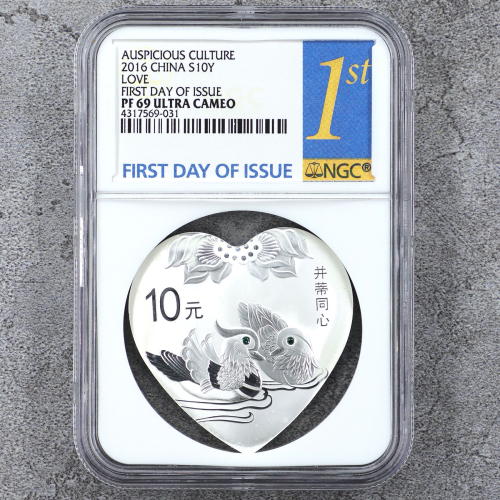 AUSPICIOUS CULTURE
2016 CHINA S10Y
LOVE
FIRST DAY OF ISSUE
PF 69 ULTRA CAMEO
4317569-031
FIRST DAY OF ISSUE
1st
NGC®
并蒂同心
10元